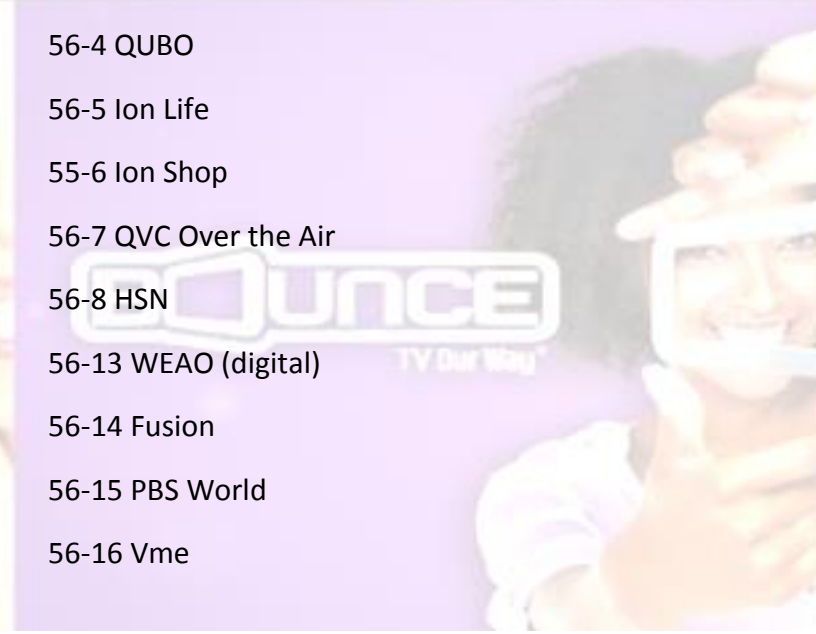 56-4 QUBO
56-5 Ion Life
55-6 Ion Shop
56-7 QVC Over the Air
BOUNCE
56-8 HSN
TV Our Way
56-13 WEAO (digital)
56-14 Fusion
56-15 PBS World
56-16 Vme